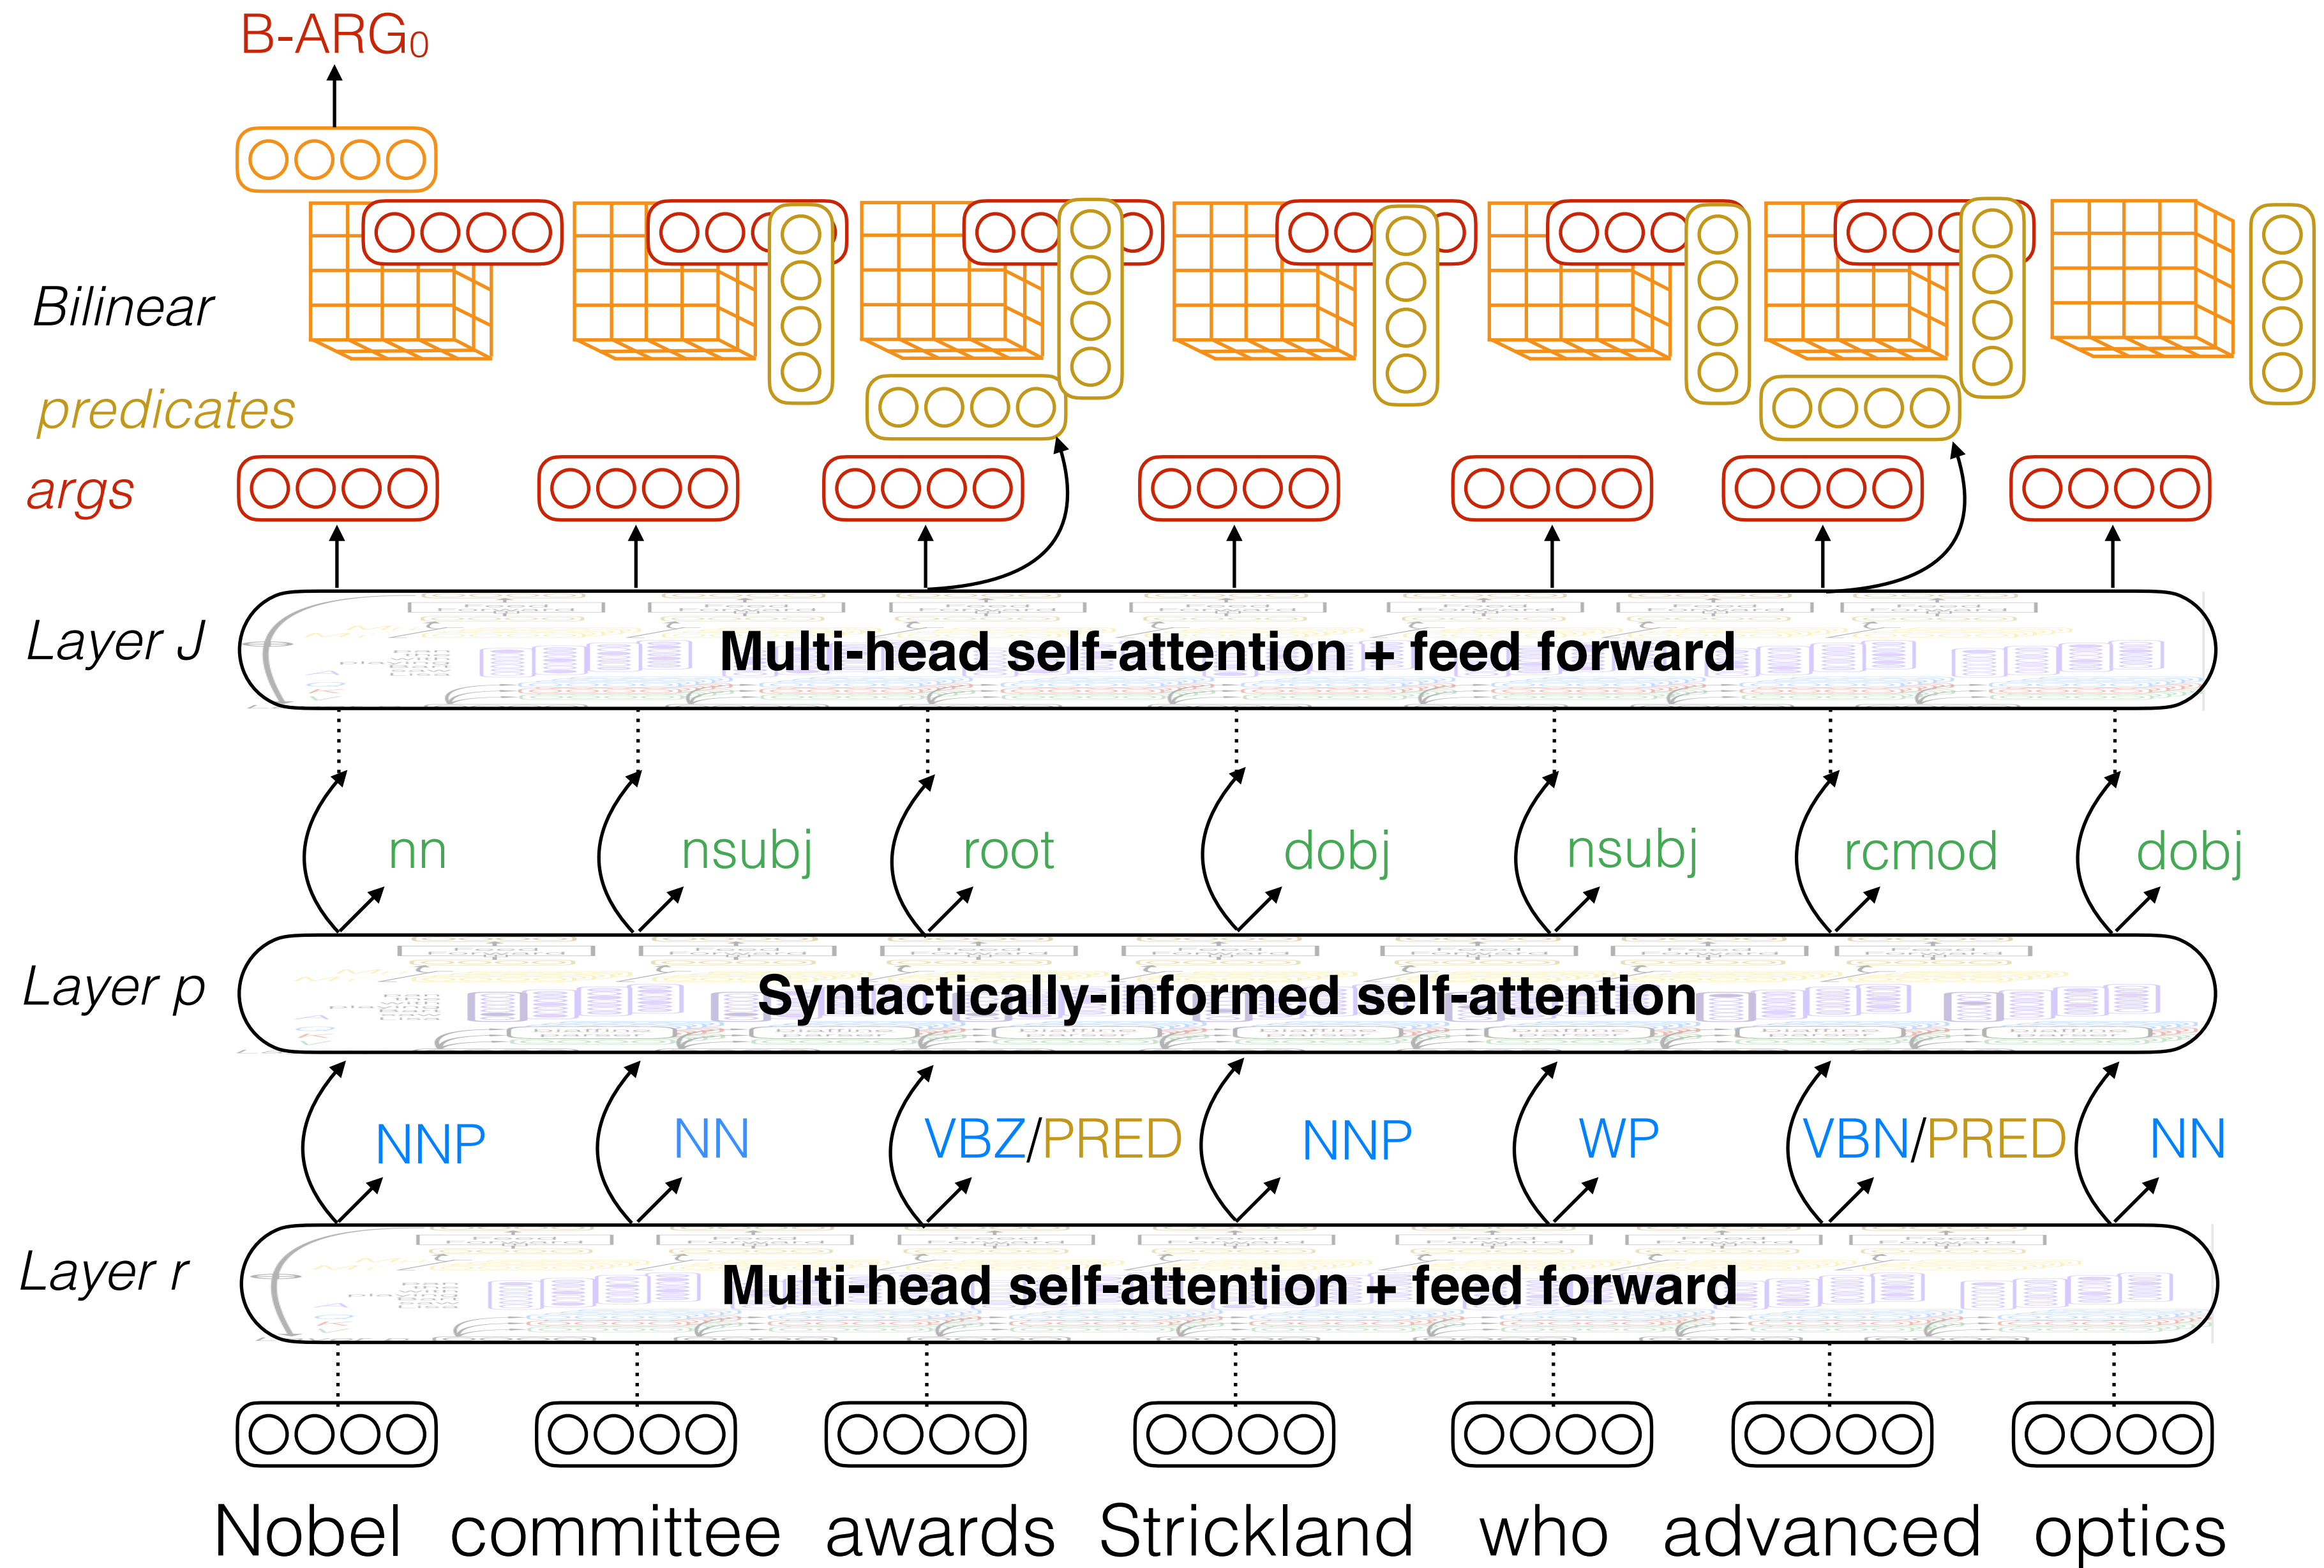 B-ARG0
Bilinear
predicates
args
Layer J
Multi-head self-attention + feed forward
nn nsubj root dobj nsubj rcmod dobj
Layer p
Syntactically-informed self-attention
NNP NN VBZ/PRED NNP WP VBN/PRED NN
Layer r
Multi-head self-attention + feed forward
Nobel committee awards Strickland who advanced optics